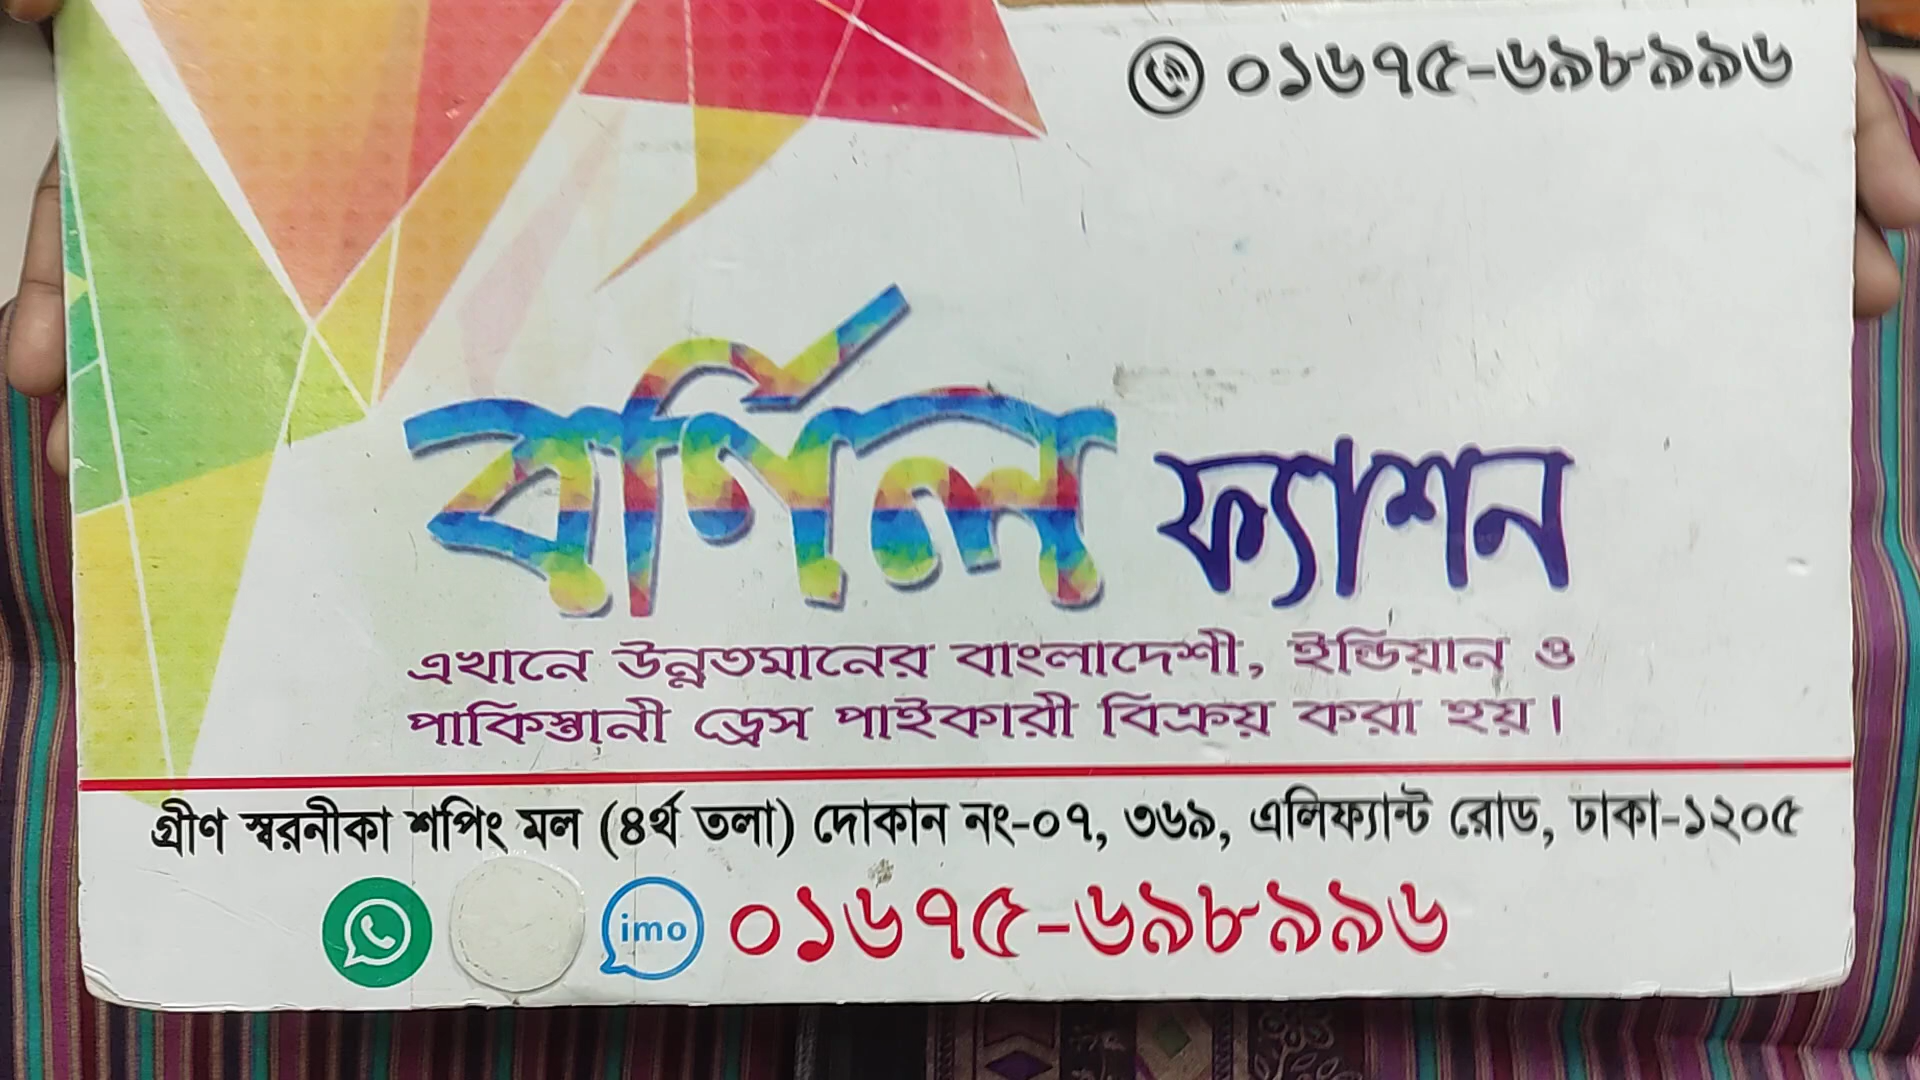 ০১৬৭৫-৬৯৮৯৯৬
বর্ণিল ফ্যাশন
এখানে উন্নতমানের বাংলাদেশী, ইন্ডিয়ান ও
পাকিস্তানী ড্রেস পাইকারী বিক্রয় করা হয়।
গ্রীণ স্বরনীকা শপিং মল (৪র্থ তলা) দোকান নং-০৭, ৩৬৯, এলিফ্যান্ট রোড, ঢাকা-১২০৫
imo ০১৬৭৫-৬৯৮৯৯৬